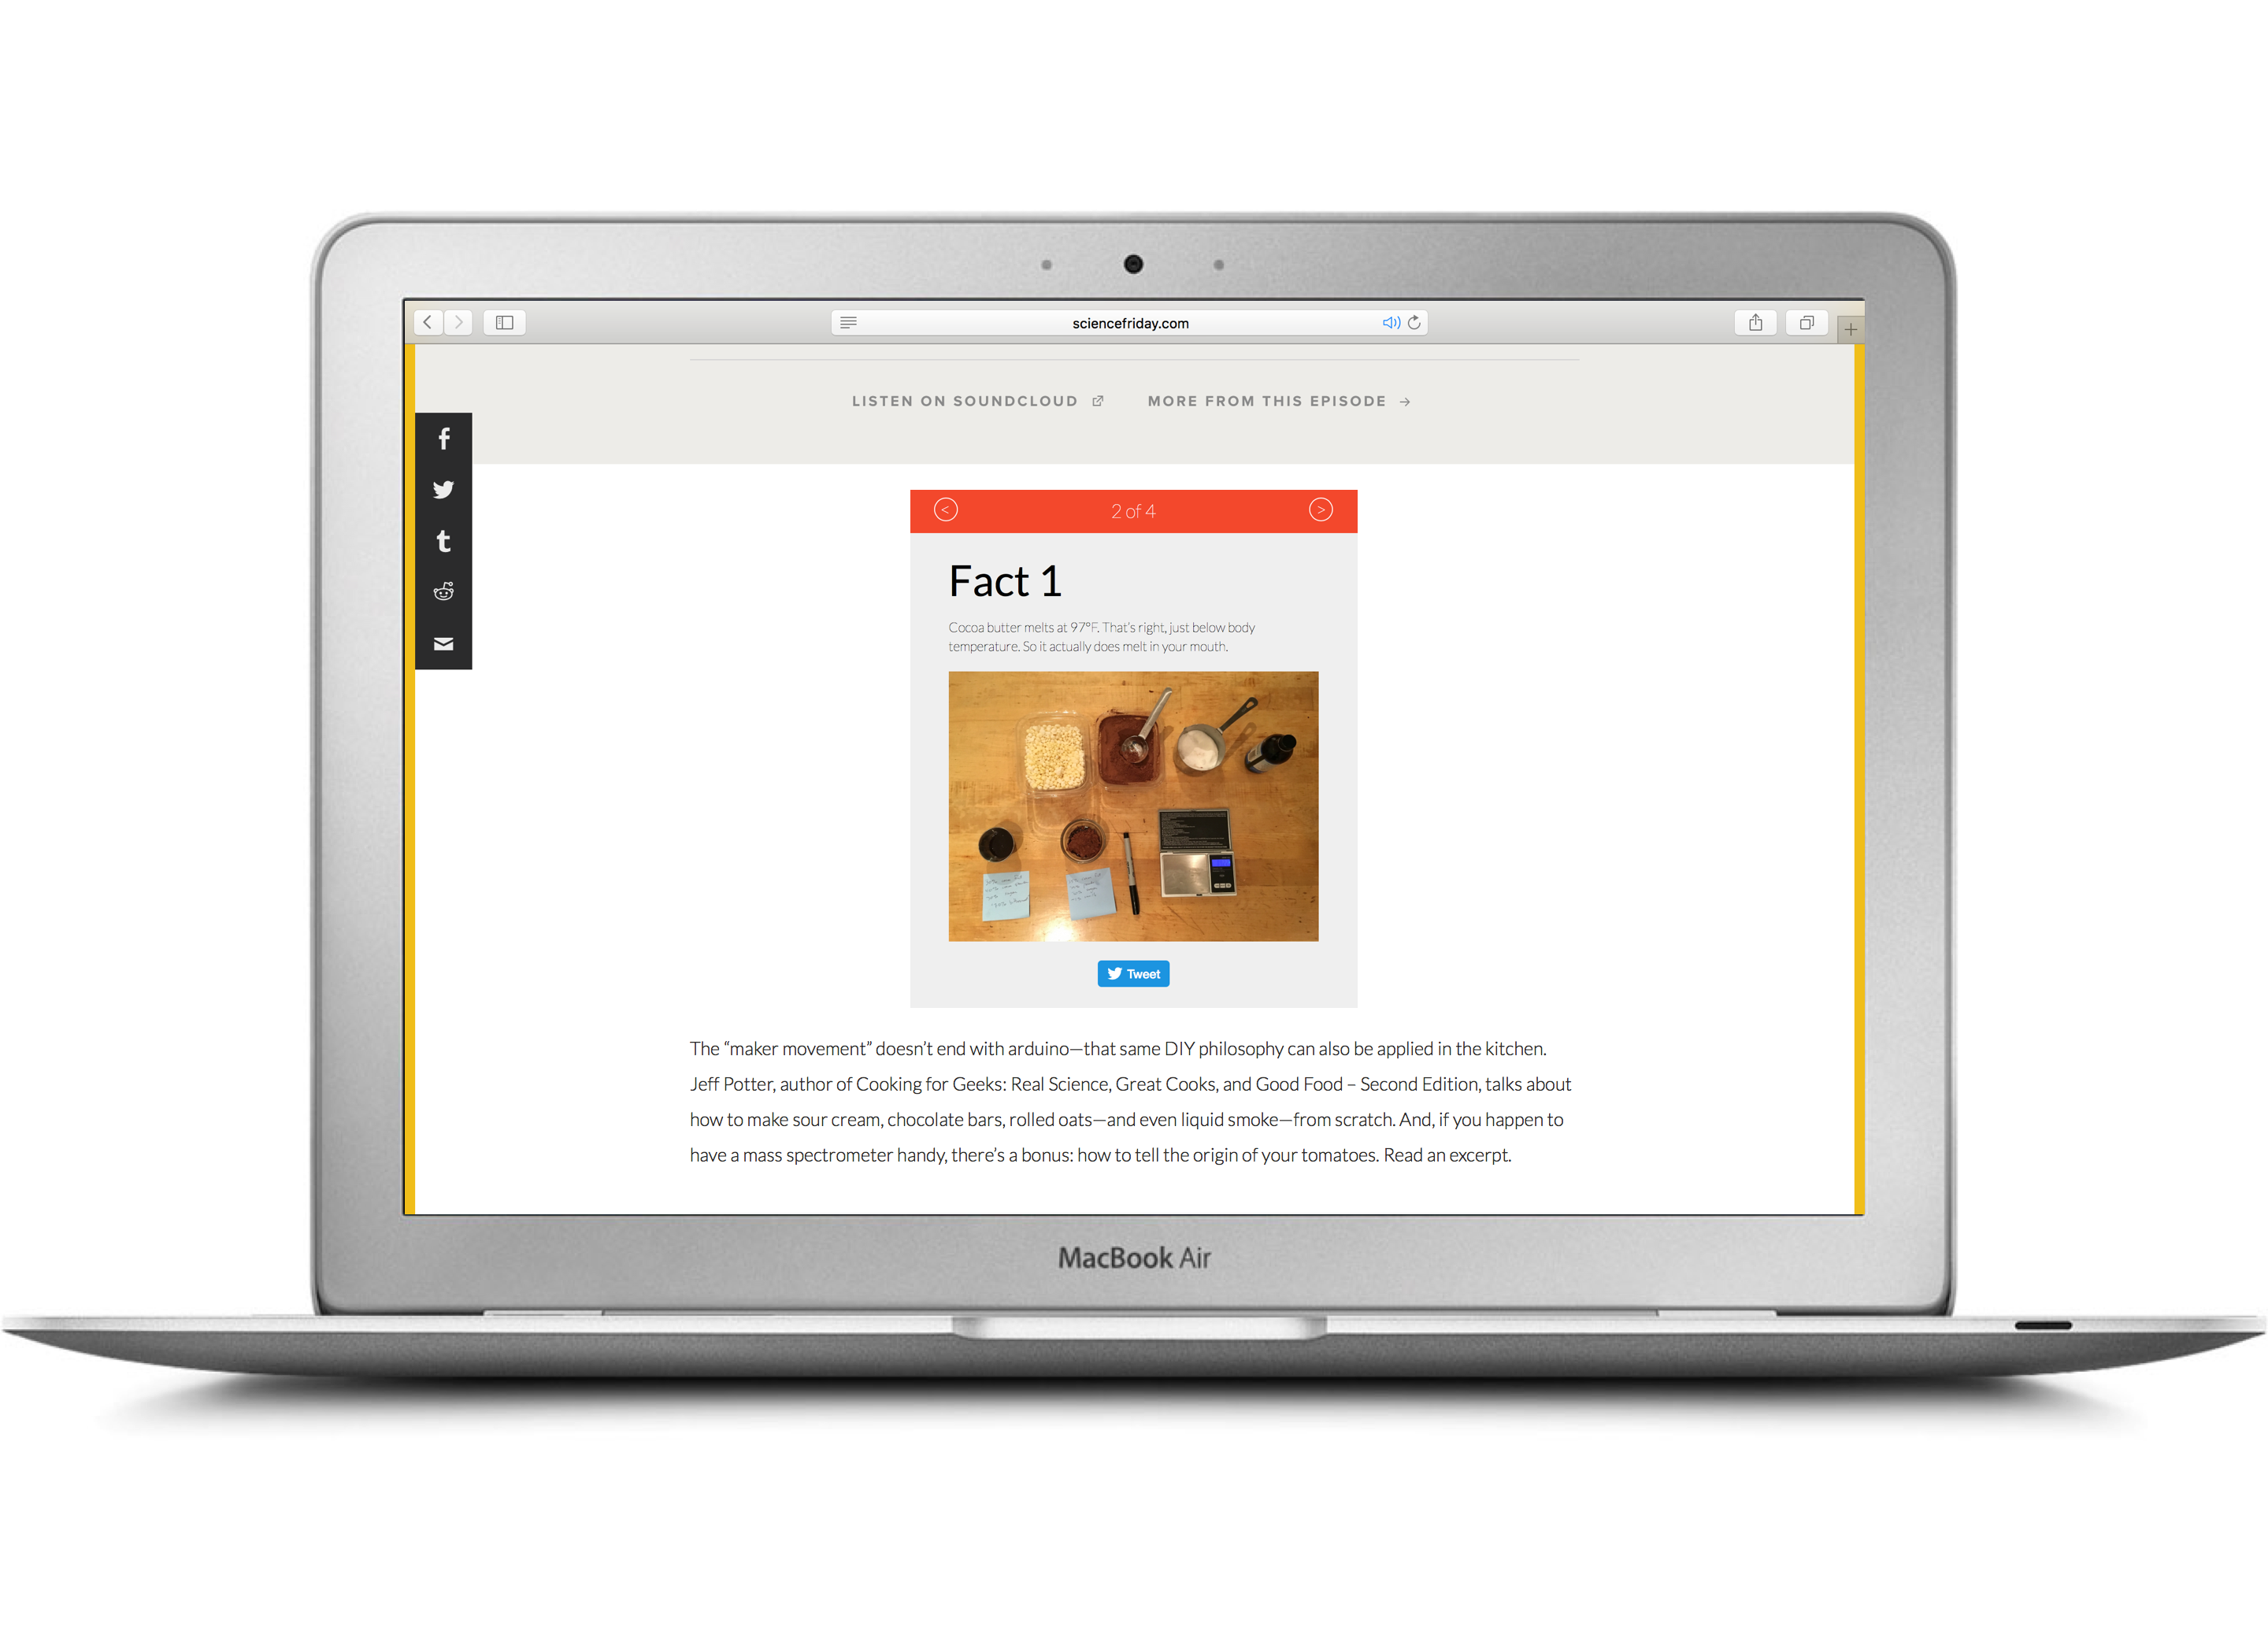 sciencefriday.com
LISTEN ON SOUNDCLOUD
MORE FROM THIS EPISODE →
< 2 of 4 >
Fact 1
Cocoa butter melts at 97°F. That's right, just below body
temperature. So it actually does melt in your mouth.
Tweet
The “maker movement” doesn’t end with arduino—that same DIY philosophy can also be applied in the kitchen.
Jeff Potter, author of Cooking for Geeks: Real Science, Great Cooks, and Good Food – Second Edition, talks about
how to make sour cream, chocolate bars, rolled oats—and even liquid smoke—from scratch. And, if you happen to
have a mass spectrometer handy, there’s a bonus: how to tell the origin of your tomatoes. Read an excerpt.
MacBook Air